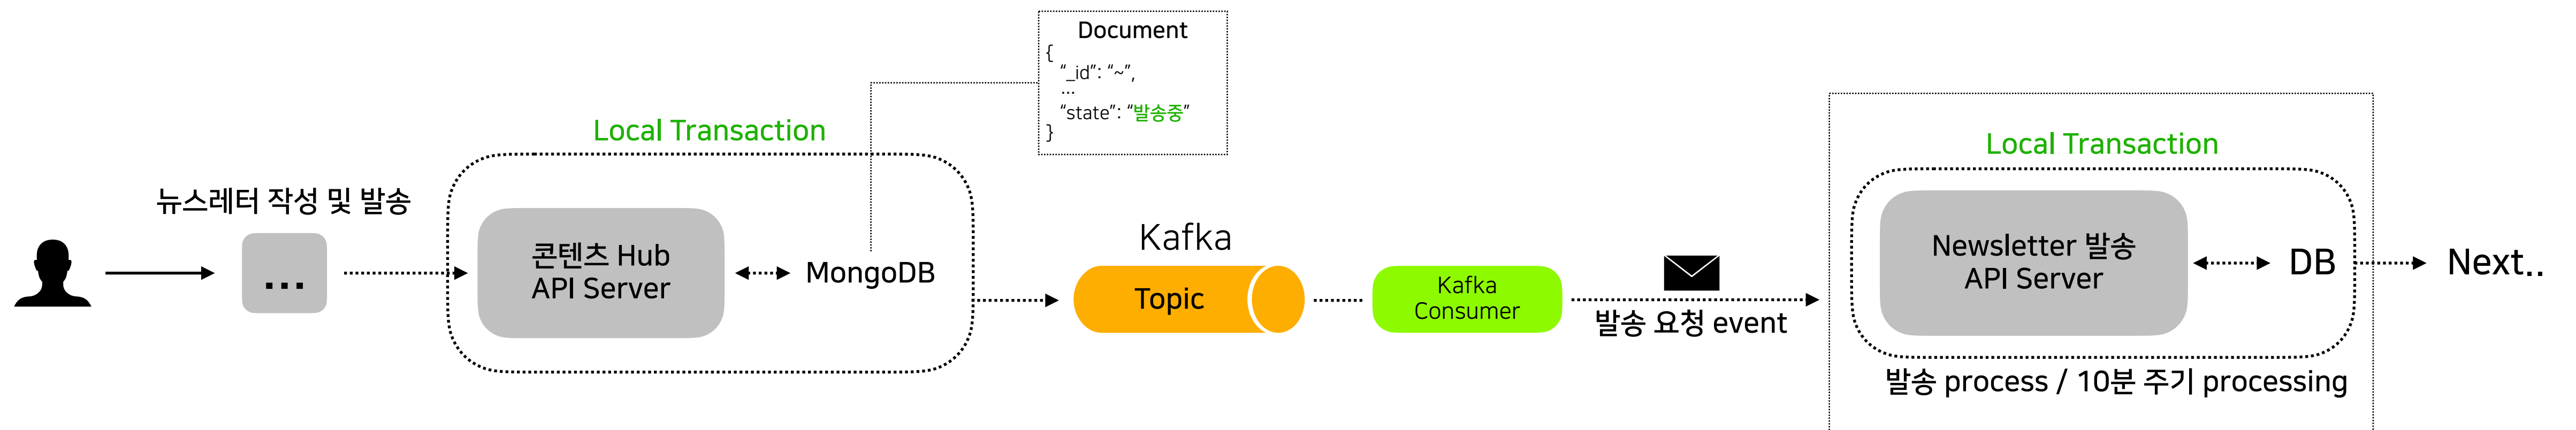 Document
{
"_id": "~",
...
"state": "발송중"
}
Local Transaction
뉴스레터 작성 및 발송
...
콘텐츠 Hub
API Server
MongoDB
Kafka
Topic
Kafka
Consumer
발송 요청 event
Local Transaction
Newsletter 발송
API Server
DB
발송 process / 10분 주기 processing
Next..